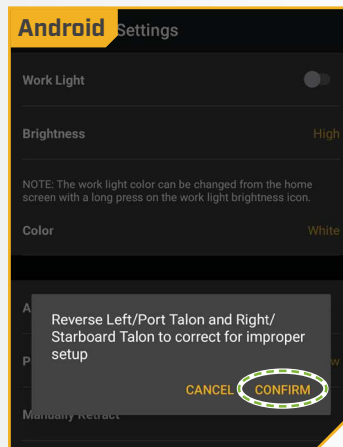 Android Settings
Work Light
Brightness High
NOTE: The work light color can be changed from the home
screen with a long press on the work light brightness icon.
Color White
A
Reverse Left/Port Talon and Right/
Starboard Talon to correct for improper
setup
P w
CANCEL CONFIRM
Manually Retract